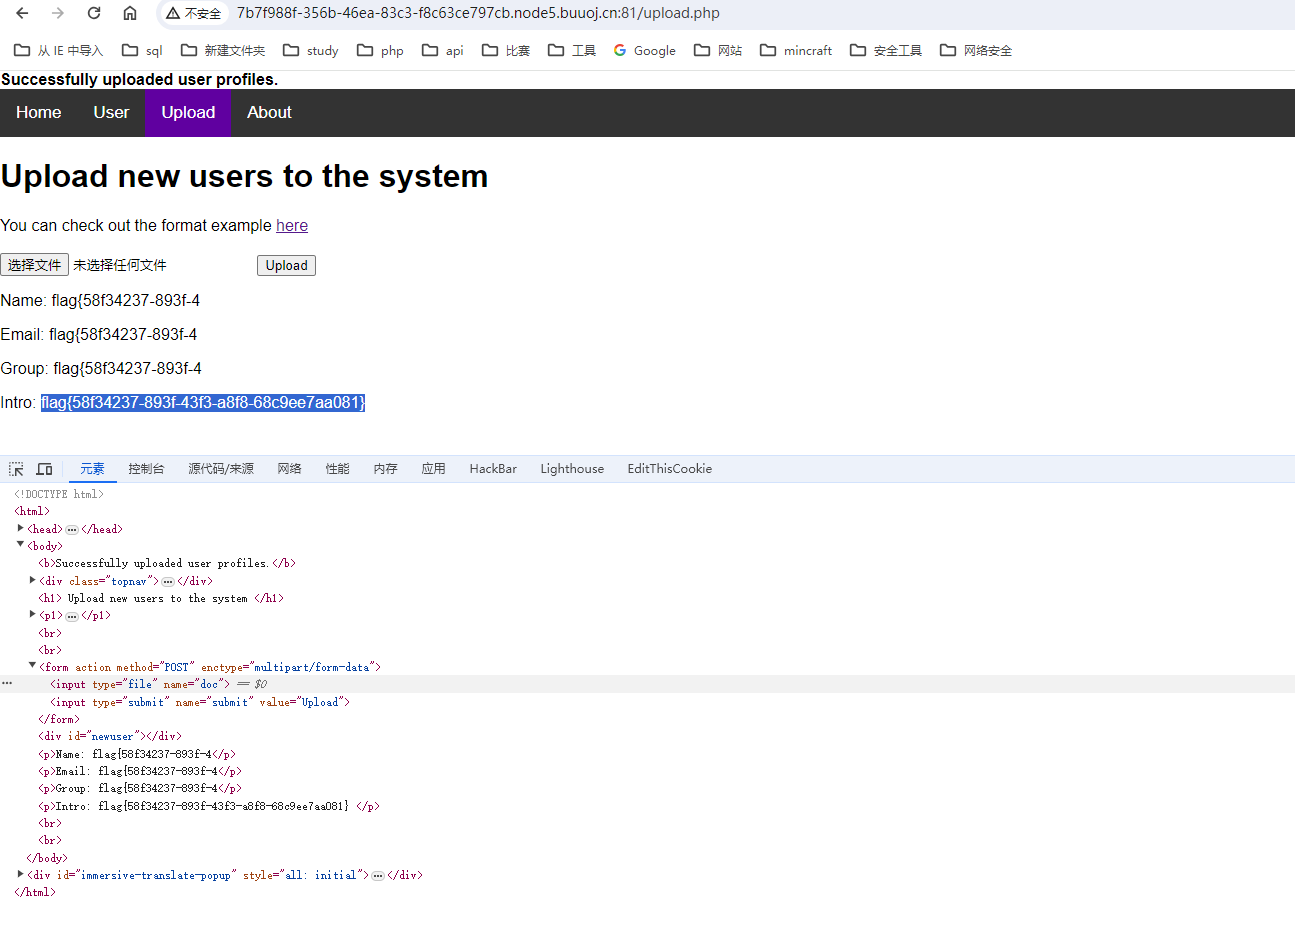 不安全 7b7f988f-356b-46ea-83c3-f8c63ce797cb.node5.buuoj.cn:81/upload.php
从 IE 中导入 sql 新建文件夹 study php api 比赛 工具 Google 网站 mincraft 安全工具 网络安全
Successfully uploaded user profiles.
Home User Upload About
Upload new users to the system
You can check out the format example here
选择文件 未选择任何文件 Upload
Name: flag{58f34237-893f-4
Email: flag{58f34237-893f-4
Group: flag{58f34237-893f-4
Intro: flag{58f34237-893f-43f3-a8f8-68c9ee7aa081}
元素 控制台 源代码/来源 网络 性能 内存 应用 HackBar Lighthouse EditThisCookie
<!DOCTYPE html>
<html>
<head>…</head>
<body>
<b>Successfully uploaded user profiles.</b>
<div class="topnav">…</div>
<h1> Upload new users to the system </h1>
<p1>…</p1>
<br>
<br>
<form action method="POST" enctype="multipart/form-data">
… <input type="file" name="doc"> == $0
<input type="submit" name="submit" value="Upload">
</form>
<div id="newuser"></div>
<p>Name: flag{58f34237-893f-4</p>
<p>Email: flag{58f34237-893f-4</p>
<p>Group: flag{58f34237-893f-4</p>
<p>Intro: flag{58f34237-893f-43f3-a8f8-68c9ee7aa081} </p>
<br>
<br>
</body>
<div id="immersive-translate-popup" style="all: initial">…</div>
</html>